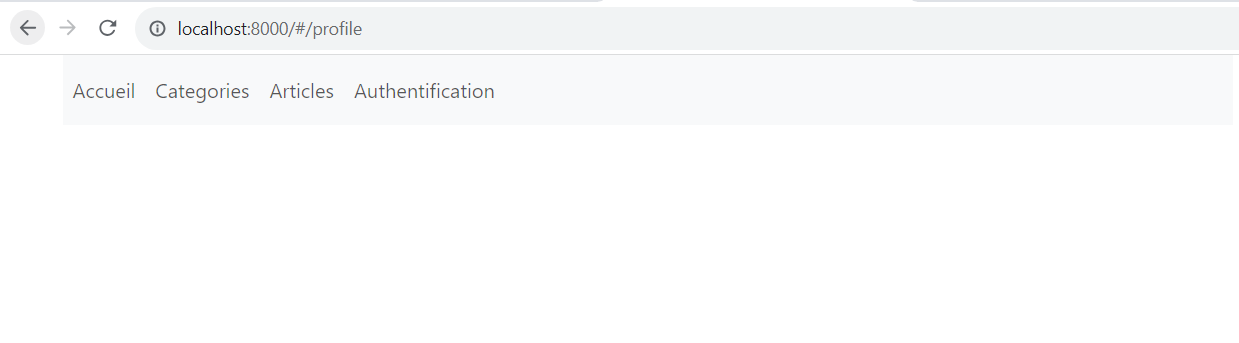 localhost:8000/#/profile
Accueil Categories Articles Authentification